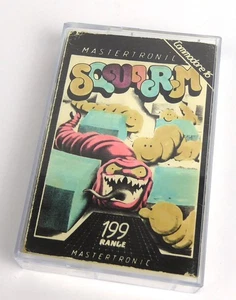 MASTERTRONIC
Commodore 16
SQUIRM
199
RANGE
MASTERTRONIC